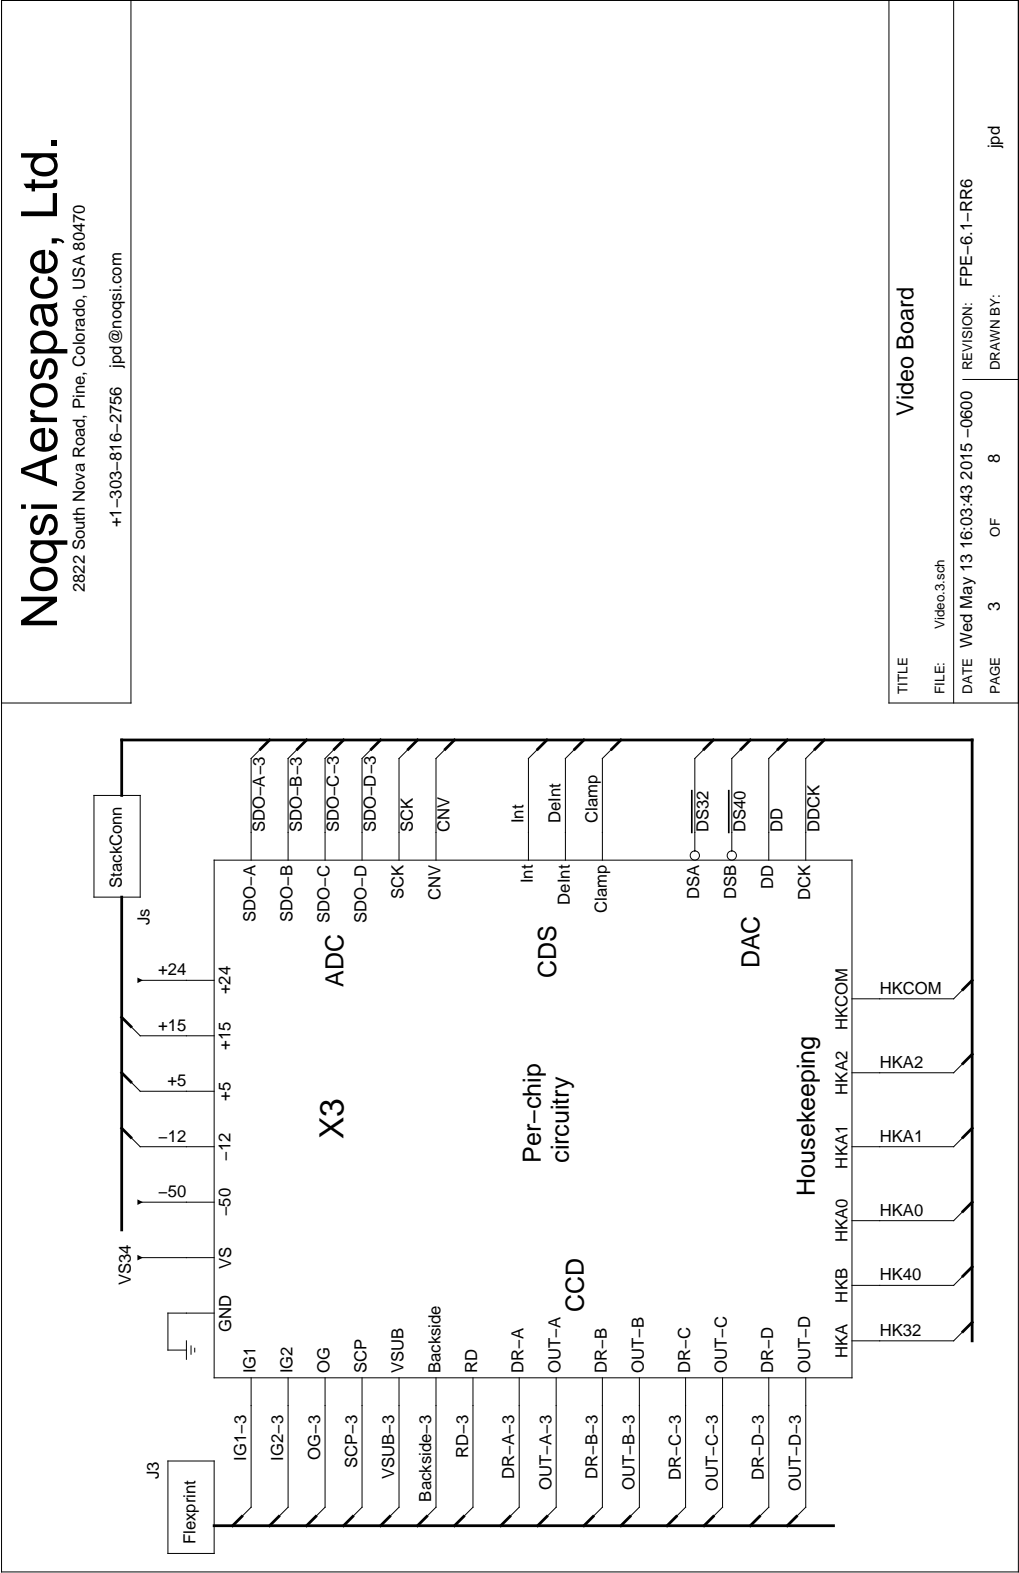 Noqsi Aerospace, Ltd.
2822 South Nova Road, Pine, Colorado, USA 80470
+1−303−816−2756 jpd@noqsi.com
J3
Flexprint
IG1−3
IG2−3
OG−3
SCP−3
VSUB−3
Backside−3
RD−3
DR−A−3
OUT−A−3
DR−B−3
OUT−B−3
DR−C−3
OUT−C−3
DR−D−3
OUT−D−3
IG1
IG2
OG
SCP
VSUB
Backside
RD
DR−A
OUT−A
DR−B
OUT−B
DR−C
OUT−C
DR−D
OUT−D
CCD
VS34
−50
−12
+5
+15
+24
GND
VS
−50
−12
+5
+15
+24
X3
Per−chip
circuitry
Housekeeping
StackConn
Js
ADC
CDS
DAC
SDO−A
SDO−B
SDO−C
SDO−D
SCK
CNV
Int
DeInt
Clamp
DSA
DSB
DD
DCK
SDO−A−3
SDO−B−3
SDO−C−3
SDO−D−3
SCK
CNV
Int
DeInt
Clamp
DS32
DS40
DD
DDCK
HKA
HKB
HKA0
HKA1
HKA2
HKCOM
HK32
HK40
HKA0
HKA1
HKA2
HKCOM
TITLE
Video Board
FILE: Video.3.sch
DATE Wed May 13 16:03:43 2015 −0600
REVISION: FPE−6.1−RR6
PAGE 3 OF 8
DRAWN BY: jpd